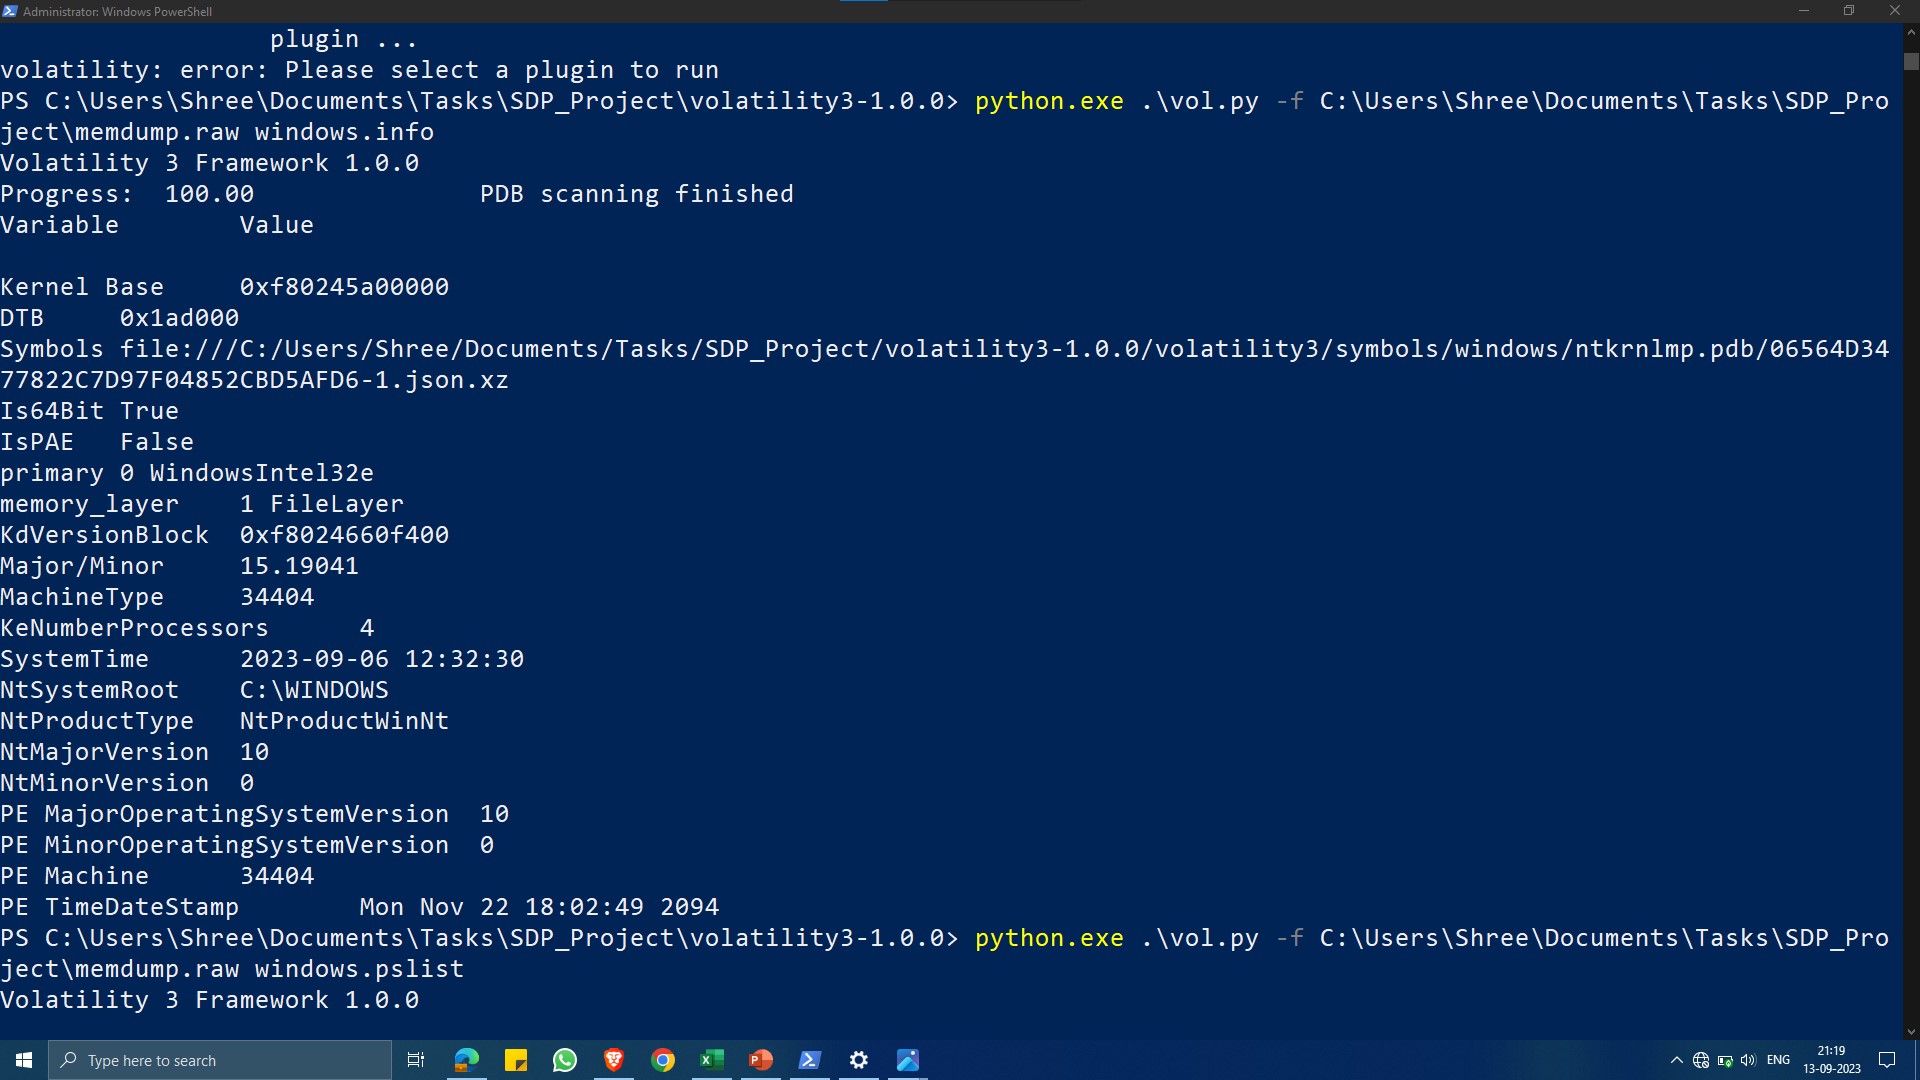 Administrator: Windows PowerShell
plugin ...
volatility: error: Please select a plugin to run
PS C:\Users\Shree\Documents\Tasks\SDP_Project\volatility3-1.0.0> python.exe .\vol.py -f C:\Users\Shree\Documents\Tasks\SDP_Pro
ject\memdump.raw windows.info
Volatility 3 Framework 1.0.0
Progress:  100.00               PDB scanning finished
Variable        Value
Kernel Base     0xf80245a00000
DTB     0x1ad000
Symbols file:///C:/Users/Shree/Documents/Tasks/SDP_Project/volatility3-1.0.0/volatility3/symbols/windows/ntkrnlmp.pdb/06564D34
77822C7D97F04852CBD5AFD6-1.json.xz
Is64Bit True
IsPAE   False
primary 0 WindowsIntel32e
memory_layer    1 FileLayer
KdVersionBlock  0xf8024660f400
Major/Minor     15.19041
MachineType     34404
KeNumberProcessors      4
SystemTime      2023-09-06 12:32:30
NtSystemRoot    C:\WINDOWS
NtProductType   NtProductWinNt
NtMajorVersion  10
NtMinorVersion  0
PE MajorOperatingSystemVersion  10
PE MinorOperatingSystemVersion  0
PE Machine      34404
PE TimeDateStamp        Mon Nov 22 18:02:49 2094
PS C:\Users\Shree\Documents\Tasks\SDP_Project\volatility3-1.0.0> python.exe .\vol.py -f C:\Users\Shree\Documents\Tasks\SDP_Pro
ject\memdump.raw windows.pslist
Volatility 3 Framework 1.0.0
Type here to search
ENG
21:19
13-09-2023